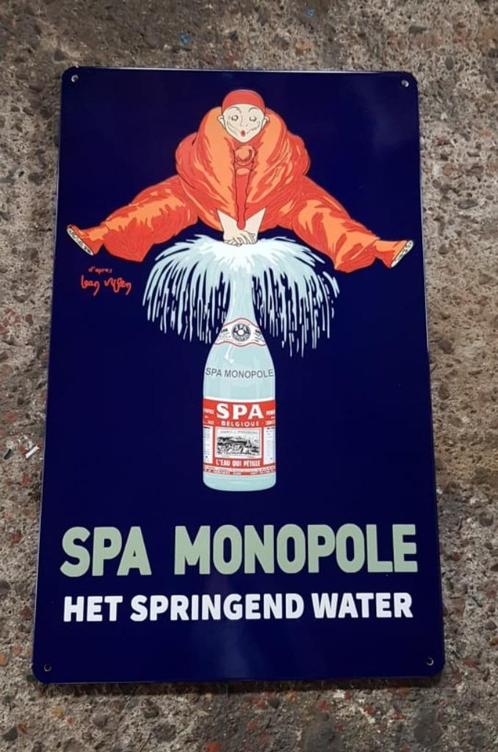 d'après
Jean d'Ylen
SPA MONOPOLE
SPA
BELGIQUE
L'EAU QUI PÉTILLE
SPA MONOPOLE
HET SPRINGEND WATER